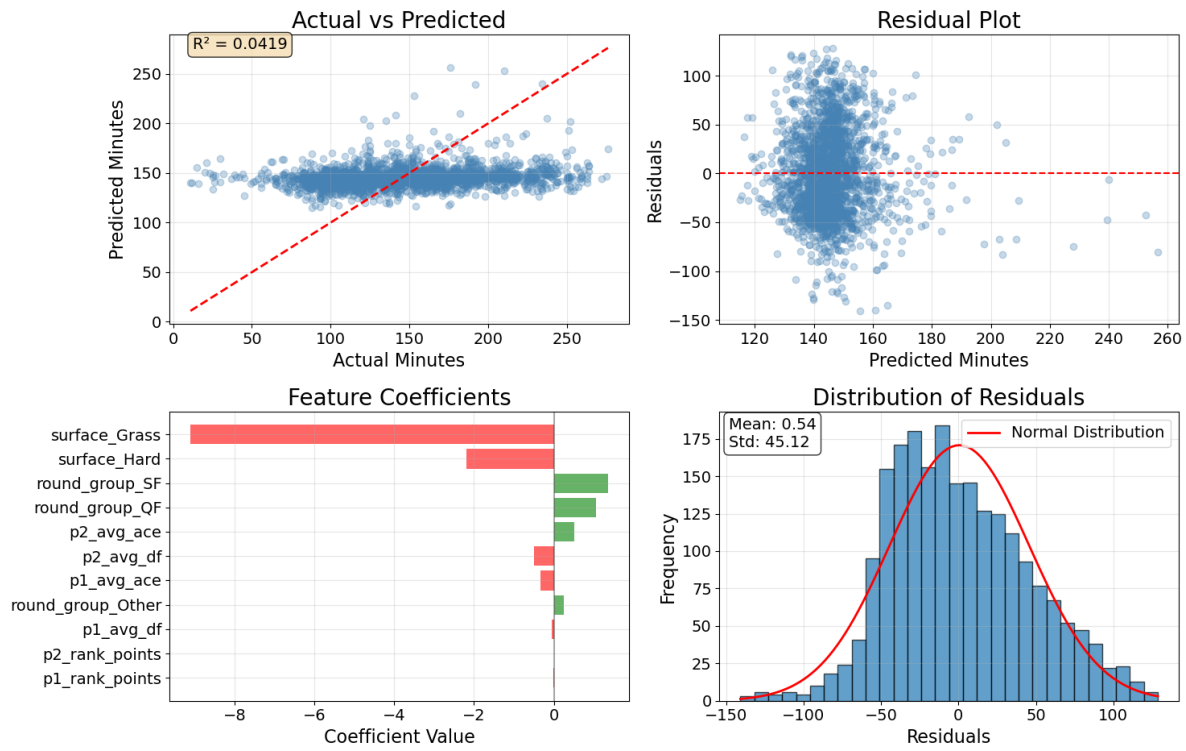 Actual vs Predicted
R² = 0.0419
Predicted Minutes
250
200
150
100
50
0
0 50 100 150 200 250
Actual Minutes
Residual Plot
Residuals
100
50
0
−50
−100
−150
120 140 160 180 200 220 240 260
Predicted Minutes
Feature Coefficients
surface_Grass
surface_Hard
round_group_SF
round_group_QF
p2_avg_ace
p2_avg_df
p1_avg_ace
round_group_Other
p1_avg_df
p2_rank_points
p1_rank_points
−8 −6 −4 −2 0
Coefficient Value
Distribution of Residuals
Mean: 0.54
Std: 45.12
Normal Distribution
Frequency
175
150
125
100
75
50
25
0
−150 −100 −50 0 50 100
Residuals